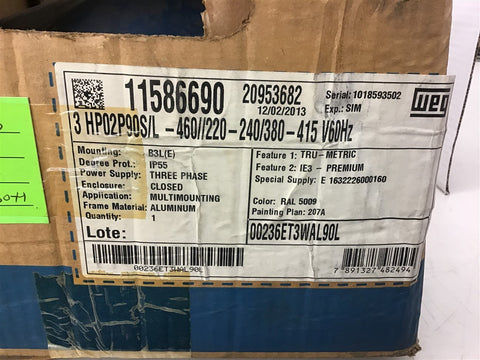 11586690
20953682
12/02/2013
Serial: 1018593502
Exp.: SIM
WEG
3 HP02P90S/L -460//220-240/380-415 V60Hz
Mounting: B3L(E)
Degree Prot.: IP55
Power Supply: THREE PHASE
Enclosure: CLOSED
Application: MULTIMOUNTING
Frame Material: ALUMINUM
Quantity: 1
Feature 1: TRU-METRIC
Feature 2: IE3 - PREMIUM
Special Supply: E 1632226000160
Color: RAL 5009
Painting Plan: 207A
Lote:
00236ET3WAL90L
00236ET3WAL90L
7 891327 482494